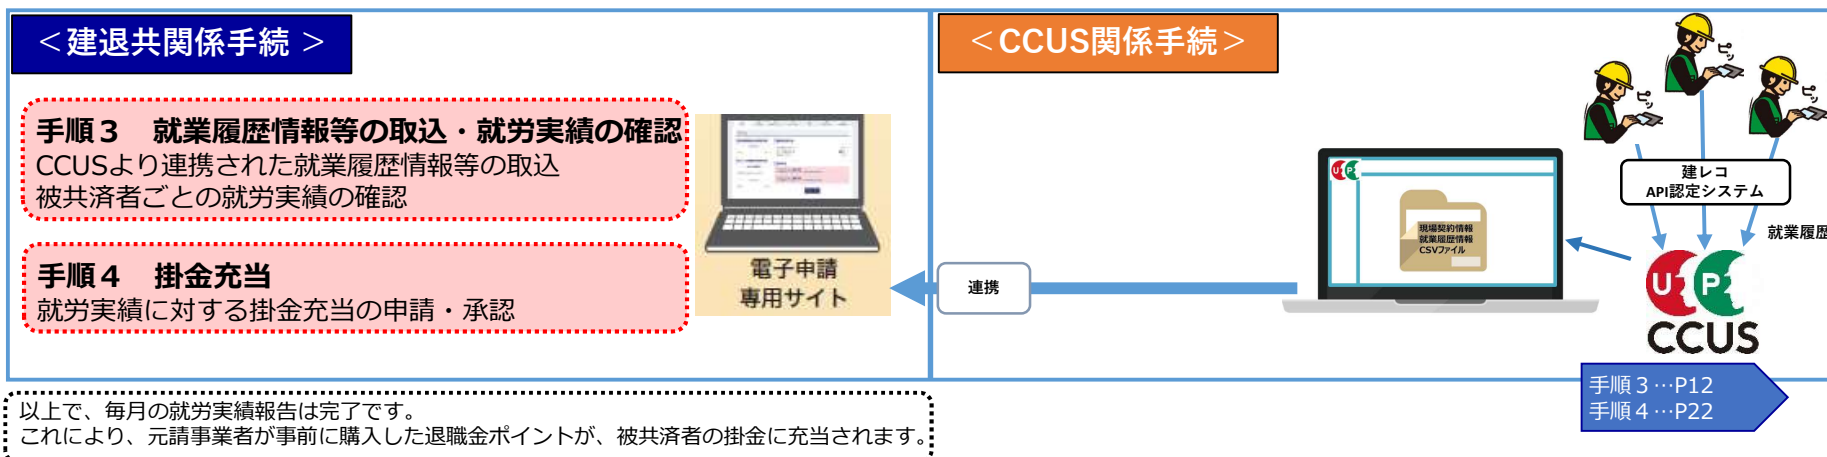 ＜建退共関係手続 ＞
手順３　就業履歴情報等の取込・就労実績の確認
CCUSより連携された就業履歴情報等の取込
被共済者ごとの就労実績の確認
手順４　掛金充当
就労実績に対する掛金充当の申請・承認
電子申請
専用サイト
連携
＜CCUS関係手続＞
現場契約情報
就業履歴情報
CSVファイル
ピッ
ピッ
ピッ
建レコ
API認定システム
就業履歴
CCUS
手順３…P12
手順４…P22
以上で、毎月の就労実績報告は完了です。
これにより、元請事業者が事前に購入した退職金ポイントが、被共済者の掛金に充当されます。